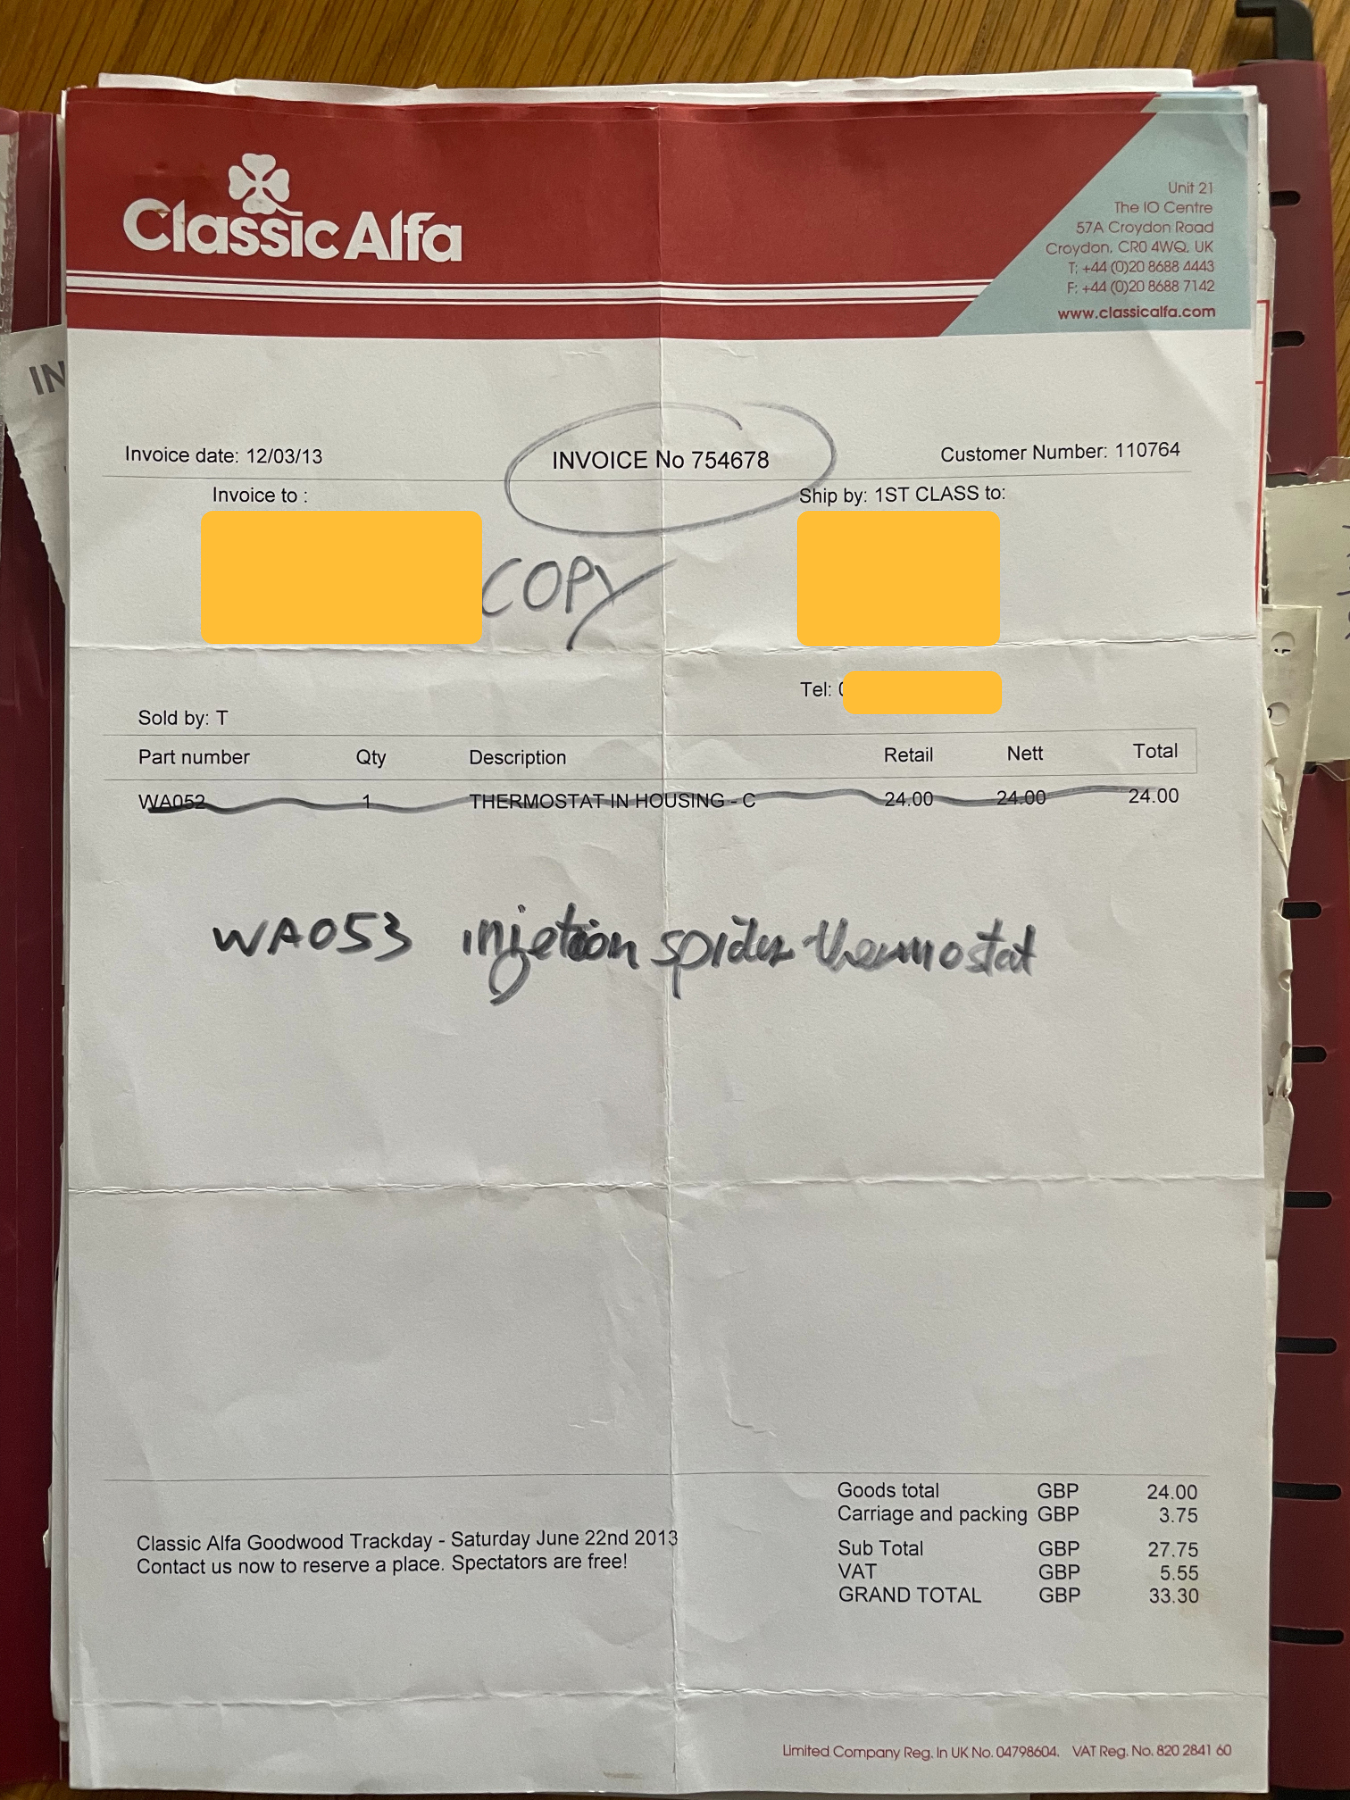 Classic Alfa
Unit 21
The IO Centre
57A Croydon Road
Croydon, CR0 4WQ, UK
T: +44 (0)20 8688 4443
F: +44 (0)20 8688 7142
www.classicalfa.com
IN
Invoice date: 12/03/13
INVOICE No 754678
Customer Number: 110764
Invoice to :
Ship by: 1ST CLASS to:
COPY
Tel:
Sold by: T
Part number Qty Description Retail Nett Total
WA052 1 THERMOSTAT IN HOUSING - C 24.00 24.00 24.00
WA053 injetion spider thermostat
Goods total GBP 24.00
Carriage and packing GBP 3.75
Classic Alfa Goodwood Trackday - Saturday June 22nd 2013
Contact us now to reserve a place. Spectators are free!
Sub Total GBP 27.75
VAT GBP 5.55
GRAND TOTAL GBP 33.30
Limited Company Reg. In UK No. 04798604. VAT Reg. No. 820 2841 60